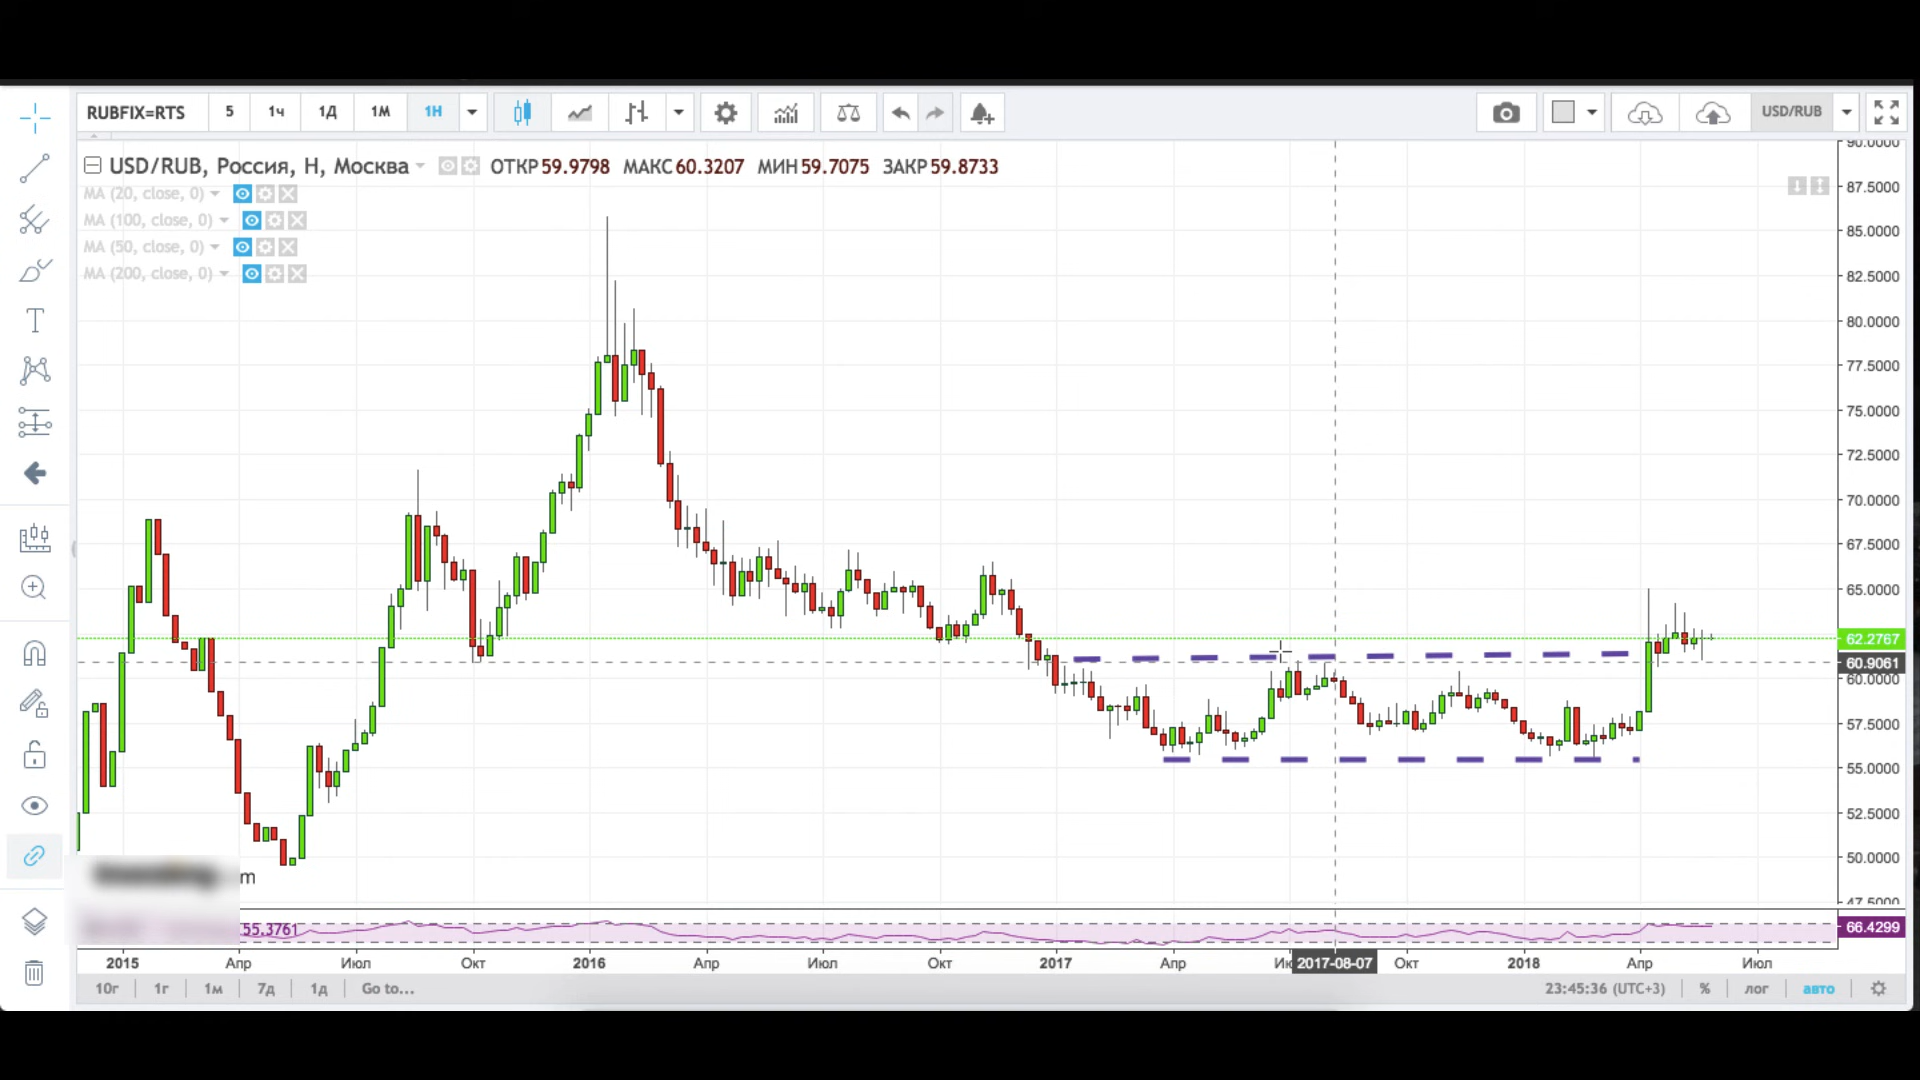 RUBFIX=RTS 5 1ч 1Д 1М 1Н USD/RUB
USD/RUB, Россия, Н, Москва ОТКР 59.9798 МАКС 60.3207 МИН 59.7075 ЗАКР 59.8733
MA (20, close, 0)
MA (100, close, 0)
MA (50, close, 0)
MA (200, close, 0)
90.0000
87.5000
85.0000
82.5000
80.0000
77.5000
75.0000
72.5000
70.0000
67.5000
65.0000
62.2767
60.9061
60.0000
57.5000
55.0000
52.5000
50.0000
47.5000
55.3761 66.4299
2015 Апр Июл Окт 2016 Апр Июл Окт 2017 Апр 2017-08-07 Окт 2018 Апр Июл
10г 1г 1м 7д 1д Go to... 23:45:36 (UTC+3) % лог авто